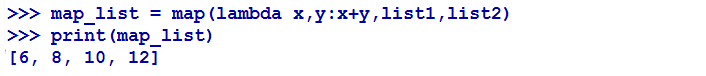 >>> map_list = map(lambda x,y:x+y,list1,list2)
>>> print(map_list)
[6, 8, 10, 12]